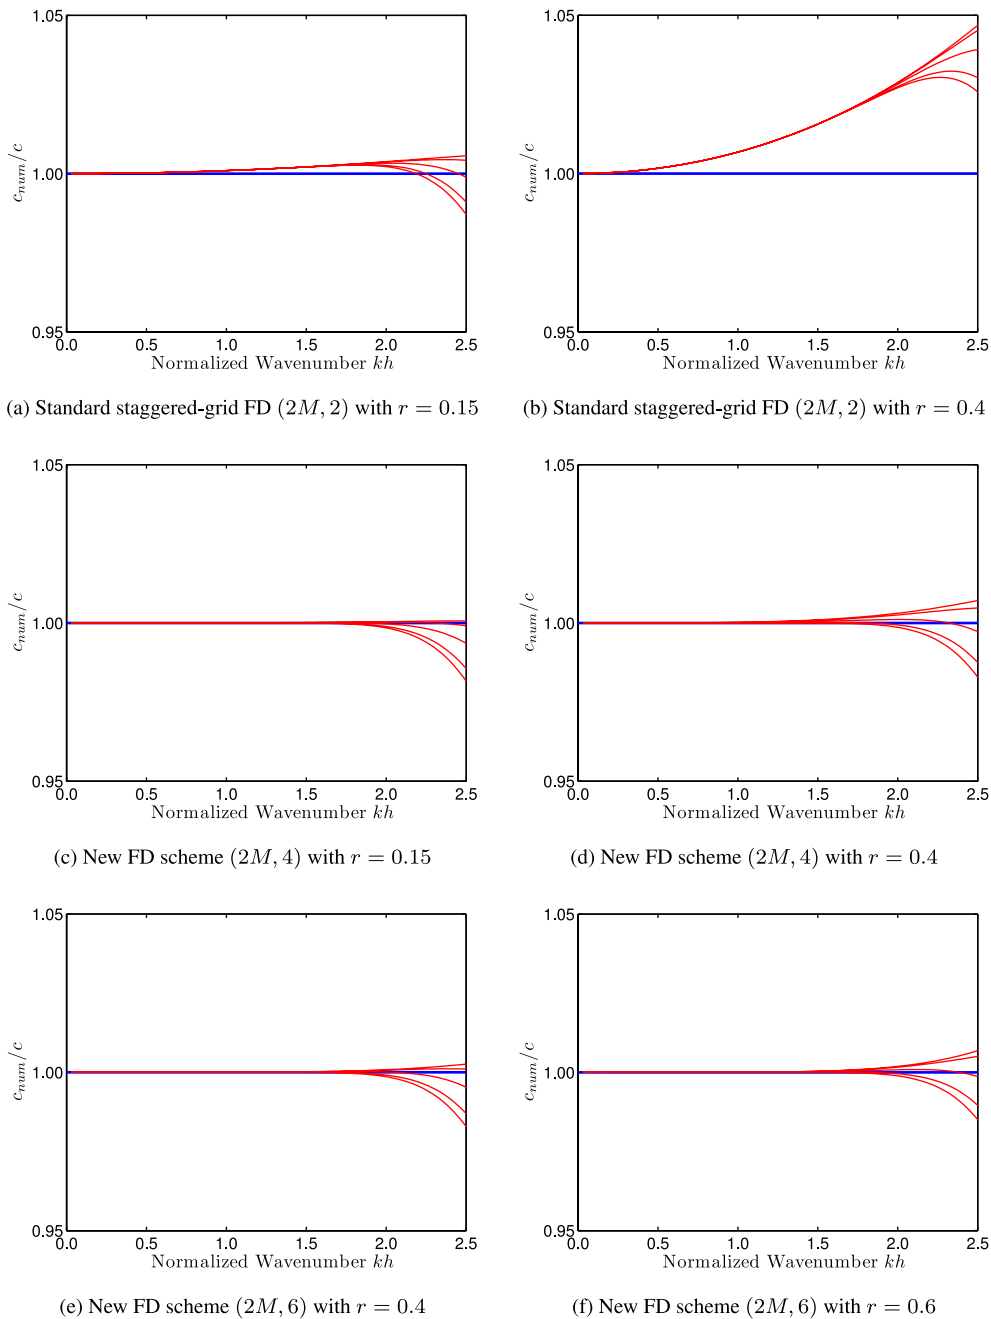 1.05
c_{num}/c
1.00
0.95
0.0 0.5 1.0 1.5 2.0 2.5
Normalized Wavenumber kh
(a) Standard staggered-grid FD (2M, 2) with r = 0.15
1.05
c_{num}/c
1.00
0.95
0.0 0.5 1.0 1.5 2.0 2.5
Normalized Wavenumber kh
(b) Standard staggered-grid FD (2M, 2) with r = 0.4
1.05
c_{num}/c
1.00
0.95
0.0 0.5 1.0 1.5 2.0 2.5
Normalized Wavenumber kh
(c) New FD scheme (2M, 4) with r = 0.15
1.05
c_{num}/c
1.00
0.95
0.0 0.5 1.0 1.5 2.0 2.5
Normalized Wavenumber kh
(d) New FD scheme (2M, 4) with r = 0.4
1.05
c_{num}/c
1.00
0.95
0.0 0.5 1.0 1.5 2.0 2.5
Normalized Wavenumber kh
(e) New FD scheme (2M, 6) with r = 0.4
1.05
c_{num}/c
1.00
0.95
0.0 0.5 1.0 1.5 2.0 2.5
Normalized Wavenumber kh
(f) New FD scheme (2M, 6) with r = 0.6